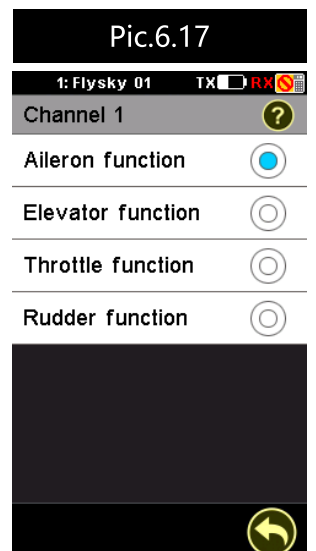 Pic.6.17
1: Flysky 01 TX RX
Channel 1 ?
Aileron function
Elevator function
Throttle function
Rudder function